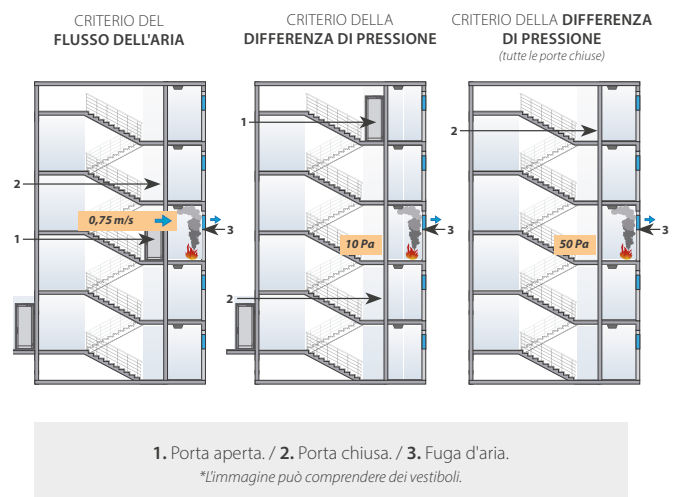 CRITERIO DEL
FLUSSO DELL'ARIA
CRITERIO DELLA
DIFFERENZA DI PRESSIONE
CRITERIO DELLA DIFFERENZA
DI PRESSIONE
(tutte le porte chiuse)
2
0,75 m/s
1
3
1
10 Pa
3
2
2
50 Pa
3
1. Porta aperta. / 2. Porta chiusa. / 3. Fuga d'aria.
*L'immagine può comprendere dei vestiboli.